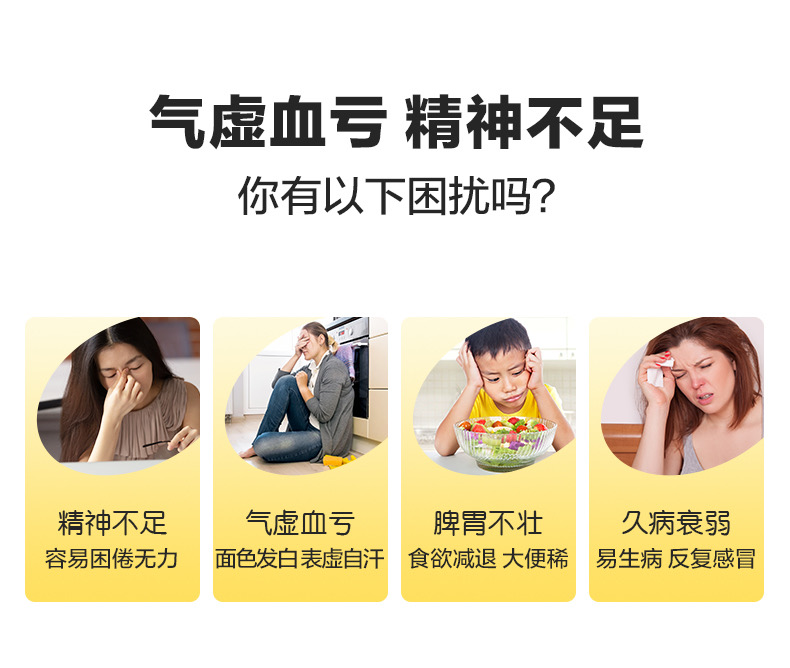 气虚血亏 精神不足
你有以下困扰吗?
精神不足
容易困倦无力
气虚血亏
面色发白 表虚自汗
脾胃不壮
食欲减退 大便稀
久病衰弱
易生病 反复感冒